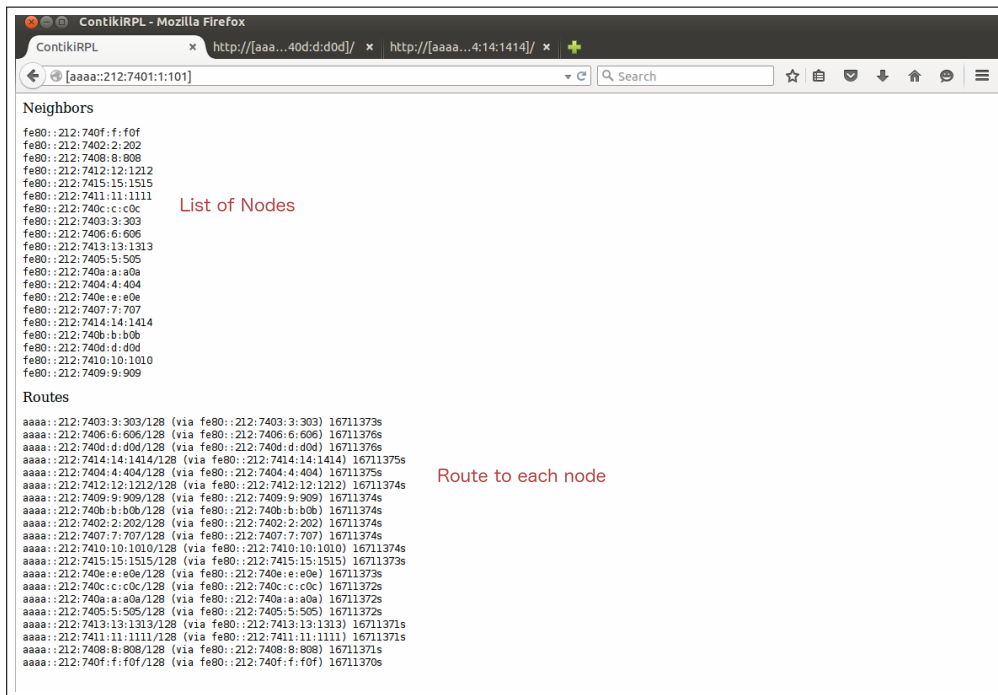 ContikiRPL - Mozilla Firefox
ContikiRPL × http://[aaa...40d:d:d0d]/ × http://[aaaa...4:14:1414]/ ×
[aaaa::212:7401:1:101] Search
Neighbors
fe80::212:740f:f:f0f
fe80::212:7402:2:202
fe80::212:7408:8:808
fe80::212:7412:12:1212
fe80::212:7415:15:1515
fe80::212:7411:11:1111
fe80::212:740c:c:c0c
fe80::212:7403:3:303
fe80::212:7406:6:606
fe80::212:7413:13:1313
fe80::212:7405:5:505
fe80::212:740a:a:a0a
fe80::212:7404:4:404
fe80::212:740e:e:e0e
fe80::212:7407:7:707
fe80::212:7414:14:1414
fe80::212:740b:b:b0b
fe80::212:740d:d:d0d
fe80::212:7410:10:1010
fe80::212:7409:9:909
List of Nodes
Routes
aaaa::212:7403:3:303/128 (via fe80::212:7403:3:303) 16711373s
aaaa::212:7406:6:606/128 (via fe80::212:7406:6:606) 16711376s
aaaa::212:740d:d:d0d/128 (via fe80::212:740d:d:d0d) 16711376s
aaaa::212:7414:14:1414/128 (via fe80::212:7414:14:1414) 16711375s
aaaa::212:7404:4:404/128 (via fe80::212:7404:4:404) 16711375s
aaaa::212:7412:12:1212/128 (via fe80::212:7412:12:1212) 16711374s
aaaa::212:7409:9:909/128 (via fe80::212:7409:9:909) 16711374s
aaaa::212:740b:b:b0b/128 (via fe80::212:740b:b:b0b) 16711374s
aaaa::212:7402:2:202/128 (via fe80::212:7402:2:202) 16711374s
aaaa::212:7407:7:707/128 (via fe80::212:7407:7:707) 16711374s
aaaa::212:7410:10:1010/128 (via fe80::212:7410:10:1010) 16711374s
aaaa::212:7415:15:1515/128 (via fe80::212:7415:15:1515) 16711373s
aaaa::212:740e:e:e0e/128 (via fe80::212:740e:e:e0e) 16711373s
aaaa::212:740c:c:c0c/128 (via fe80::212:740c:c:c0c) 16711372s
aaaa::212:740a:a:a0a/128 (via fe80::212:740a:a:a0a) 16711372s
aaaa::212:7405:5:505/128 (via fe80::212:7405:5:505) 16711372s
aaaa::212:7413:13:1313/128 (via fe80::212:7413:13:1313) 16711371s
aaaa::212:7411:11:1111/128 (via fe80::212:7411:11:1111) 16711371s
aaaa::212:7408:8:808/128 (via fe80::212:7408:8:808) 16711371s
aaaa::212:740f:f:f0f/128 (via fe80::212:740f:f:f0f) 16711370s
Route to each node